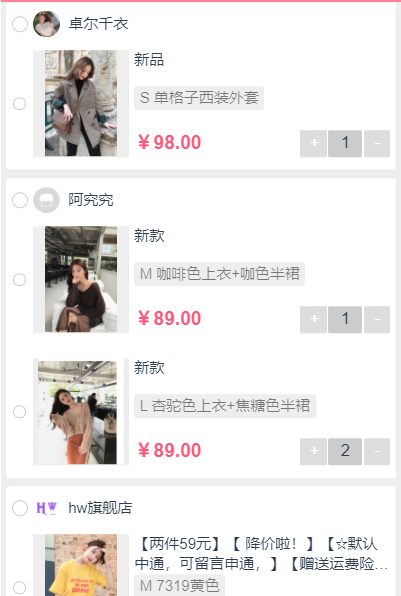 卓尔千衣
新品
S 单格子西装外套
¥ 98.00
+ 1 -
阿究究
新款
M 咖啡色上衣+咖色半裙
¥ 89.00
+ 1 -
新款
L 杏驼色上衣+焦糖色半裙
¥ 89.00
+ 2 -
HW hw旗舰店
【两件59元】【 降价啦！】【☆默认
中通，可留言申通，】【赠送运费险...
M 7319黄色